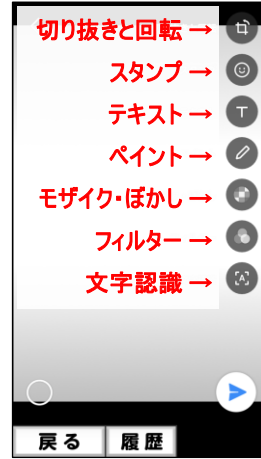 切り抜きと回転 →
スタンプ →
テキスト → T
ペイント →
モザイク・ぼかし →
フィルター →
文字認識 → A
戻る 履歴